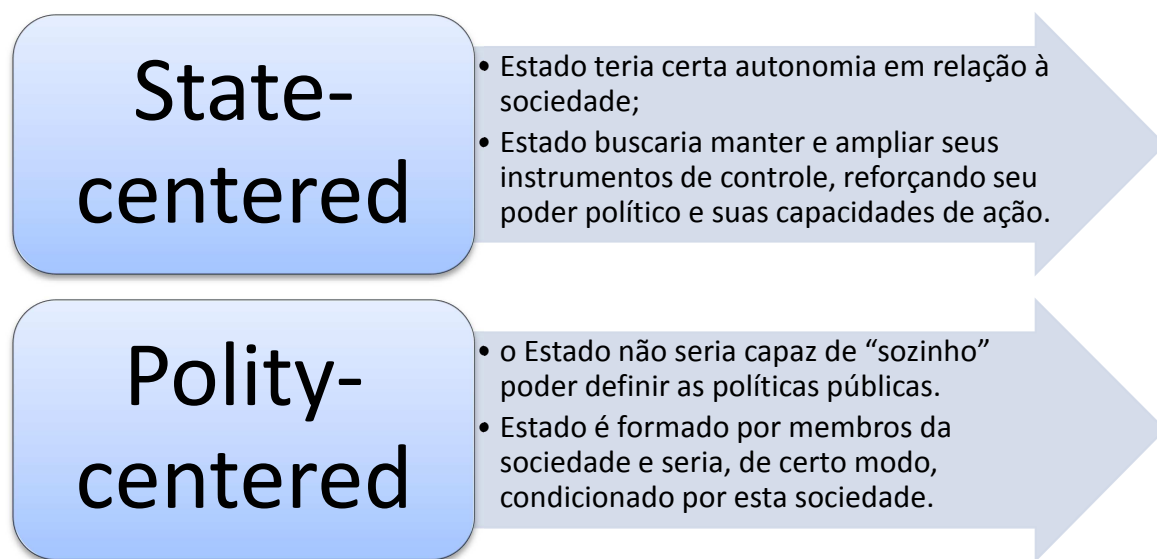 State-
centered
• Estado teria certa autonomia em relação à
sociedade;
• Estado buscaria manter e ampliar seus
instrumentos de controle, reforçando seu
poder político e suas capacidades de ação.
Polity-
centered
• o Estado não seria capaz de “sozinho”
poder definir as políticas públicas.
• Estado é formado por membros da
sociedade e seria, de certo modo,
condicionado por esta sociedade.